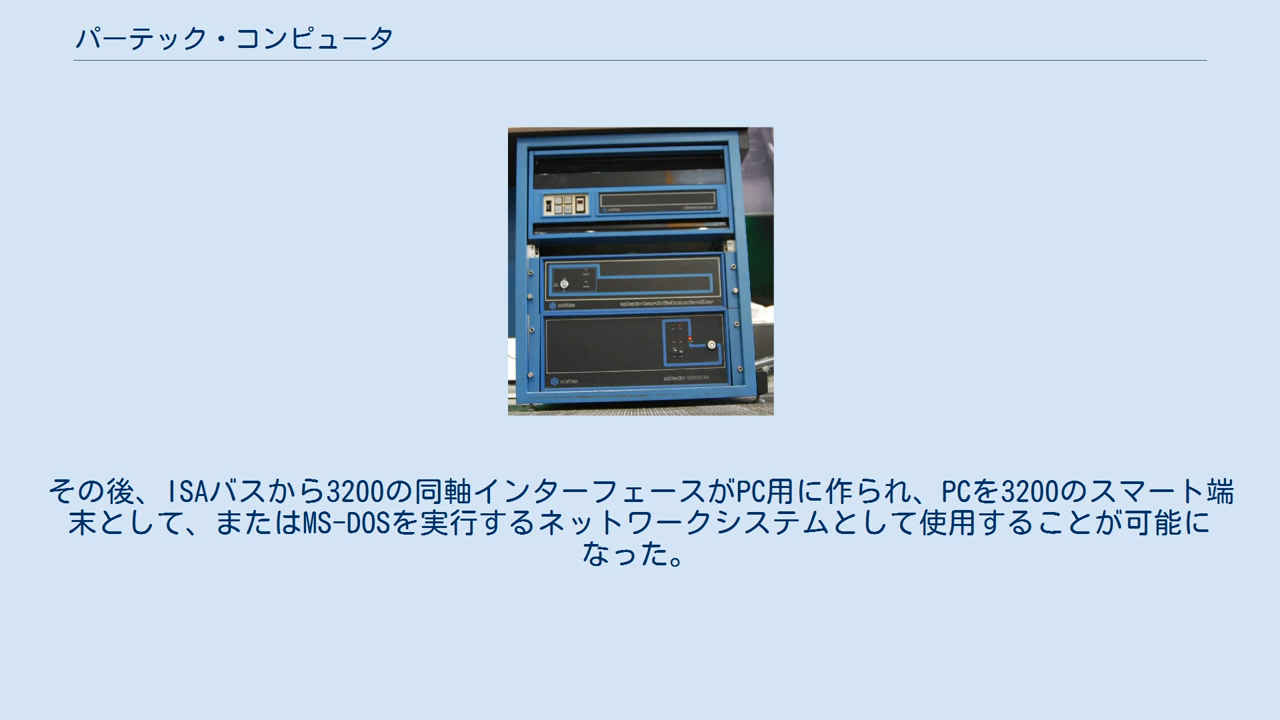 パーテック・コンピュータ
その後、ISAバスから3200の同軸インターフェースがPC用に作られ、PCを3200のスマート端
末として、またはMS-DOSを実行するネットワークシステムとして使用することが可能に
なった。